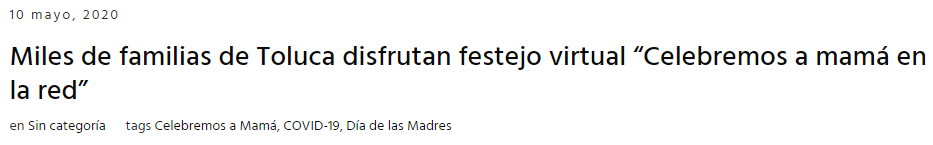 10 mayo, 2020
Miles de familias de Toluca disfrutan festejo virtual “Celebremos a mamá en
la red”
en Sin categoría tags Celebremos a Mamá, COVID-19, Día de las Madres